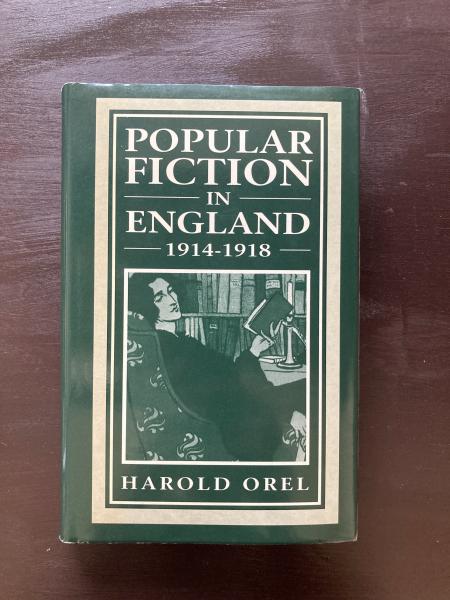 POPULAR
FICTION
IN
ENGLAND
1914-1918
HAROLD OREL